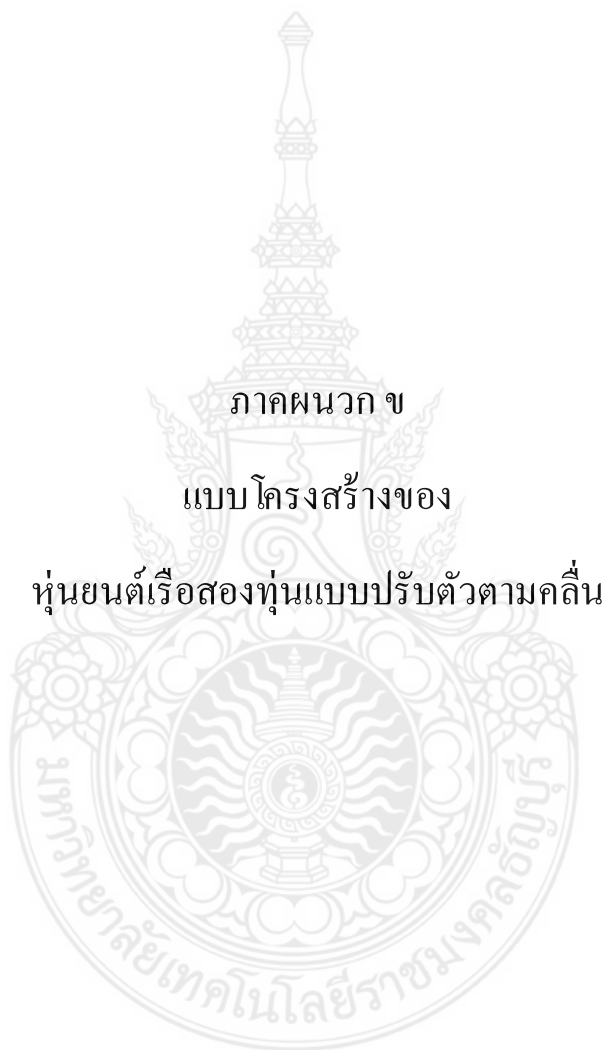 ภาคผนวก ข
แบบโครงสร้างของ
หุ่นยนต์เรือสองทุ่นแบบปรับตัวตามคลื่น
มหาวิทยาลัยเทคโนโลยีราชมงคลธัญบุรี